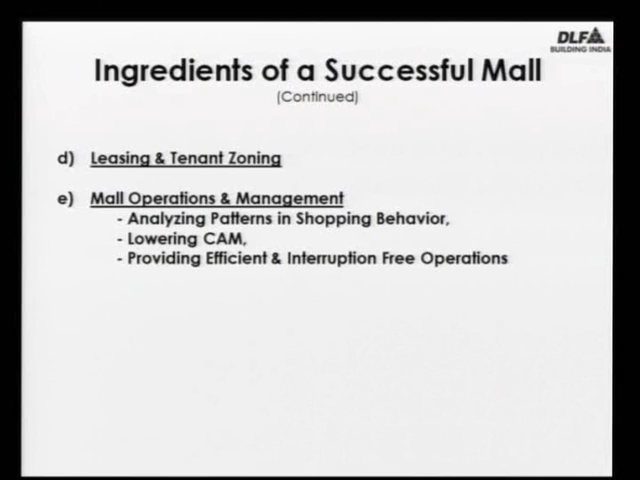 DLF
BUILDING INDIA
Ingredients of a Successful Mall
(Continued)
d) Leasing & Tenant Zoning
e) Mall Operations & Management
- Analyzing Patterns in Shopping Behavior,
- Lowering CAM,
- Providing Efficient & Interruption Free Operations